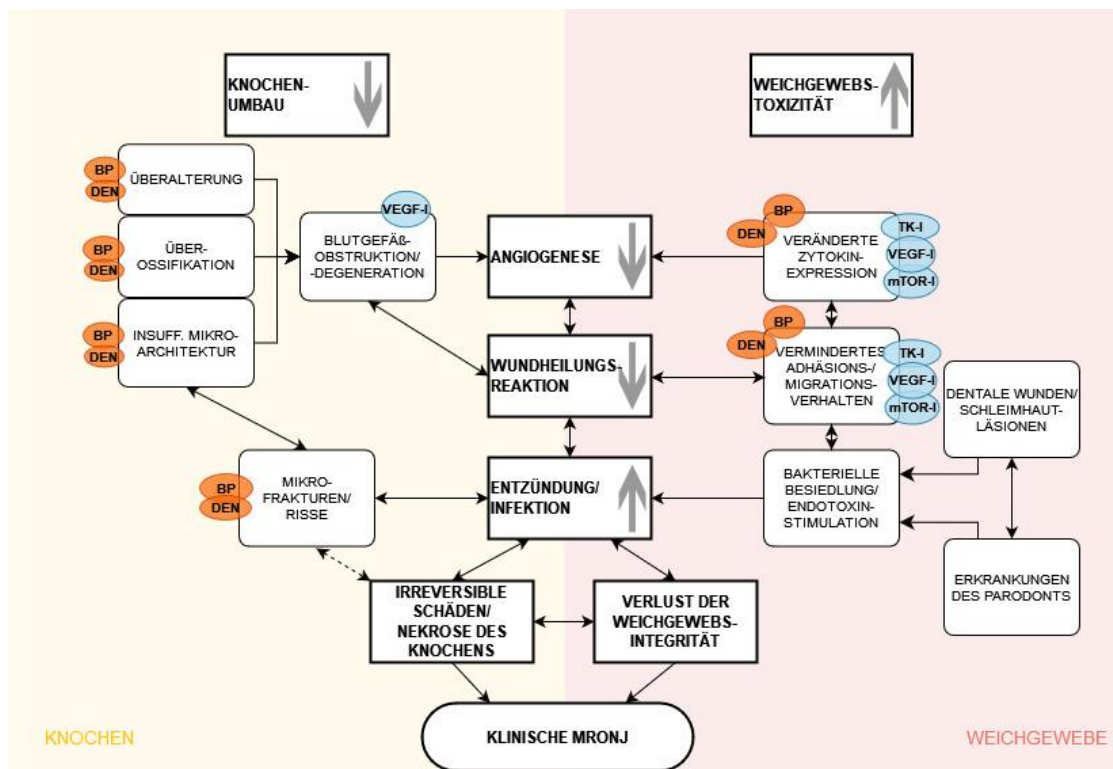 KNOCHEN-
UMBAU
WEICHGEWEBS-
TOXIZITÄT
BP
DEN
ÜBERALTERUNG
BP
DEN
ÜBER-
OSSIFIKATION
BP
DEN
INSUFF. MIKRO-
ARCHITEKTUR
VEGF-I
BLUTGEFÄß-
OBSTRUKTION/
-DEGENERATION
ANGIOGENESE
BP
DEN
VERÄNDERTE
ZYTOKIN-
EXPRESSION
TK-I
VEGF-I
mTOR-I
WUNDHEILUNGS-
REAKTION
BP
DEN
VERMINDERTES
ADHÄSIONS-/
MIGRATIONS-
VERHALTEN
TK-I
VEGF-I
mTOR-I
DENTALE WUNDEN/
SCHLEIMHAUT-
LÄSIONEN
BP
DEN
MIKRO-
FRAKTUREN/
RISSE
ENTZÜNDUNG/
INFEKTION
BAKTERIELLE
BESIEDLUNG/
ENDOTOXIN-
STIMULATION
ERKRANKUNGEN
DES PARODONTS
IRREVERSIBLE
SCHÄDEN/
NEKROSE DES
KNOCHENS
VERLUST DER
WEICHGEWEBS-
INTEGRITÄT
KLINISCHE MRONJ
KNOCHEN
WEICHGEWEBE